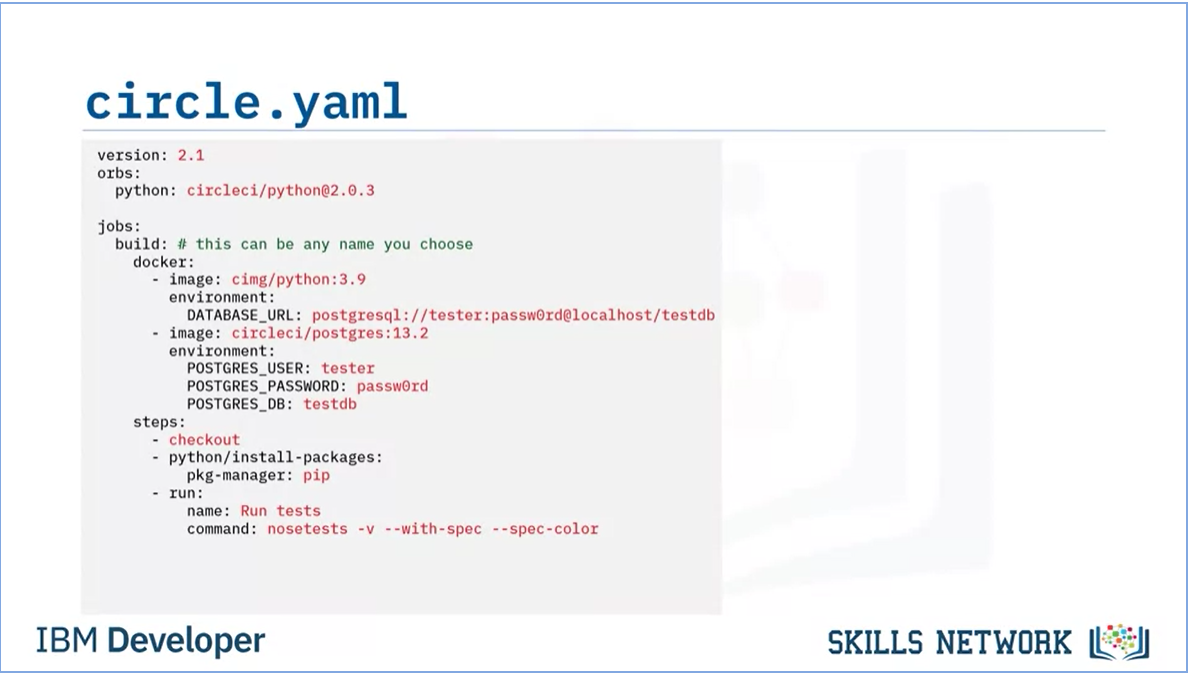 circle.yaml
version: 2.1
orbs:
  python: circleci/python@2.0.3

jobs:
  build: # this can be any name you choose
    docker:
      - image: cimg/python:3.9
        environment:
          DATABASE_URL: postgresql://tester:passw0rd@localhost/testdb
      - image: circleci/postgres:13.2
        environment:
          POSTGRES_USER: tester
          POSTGRES_PASSWORD: passw0rd
          POSTGRES_DB: testdb
    steps:
      - checkout
      - python/install-packages:
          pkg-manager: pip
      - run:
          name: Run tests
          command: nosetests -v --with-spec --spec-color
IBM Developer
SKILLS NETWORK